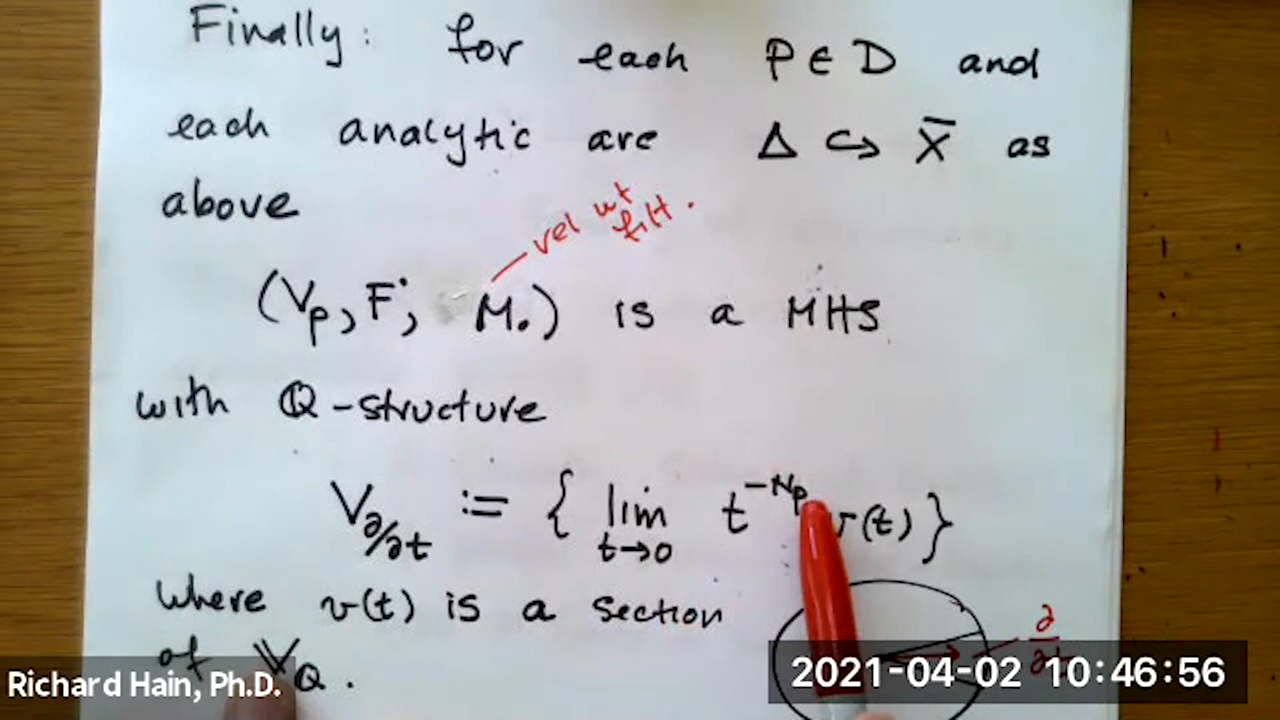 Finally: for each P ∈ D and
each analytic arc Δ ↪ X̄ as
above
rel wt
filt.
(V_p, F^•, M_•) is a MHS
with Q-structure
V_{∂/∂t} := { lim_{t→0} t^{-N_p} v(t) }
where v(t) is a section
∂/∂t
of V_Q.
Richard Hain, Ph.D.
2021-04-02 10:46:56